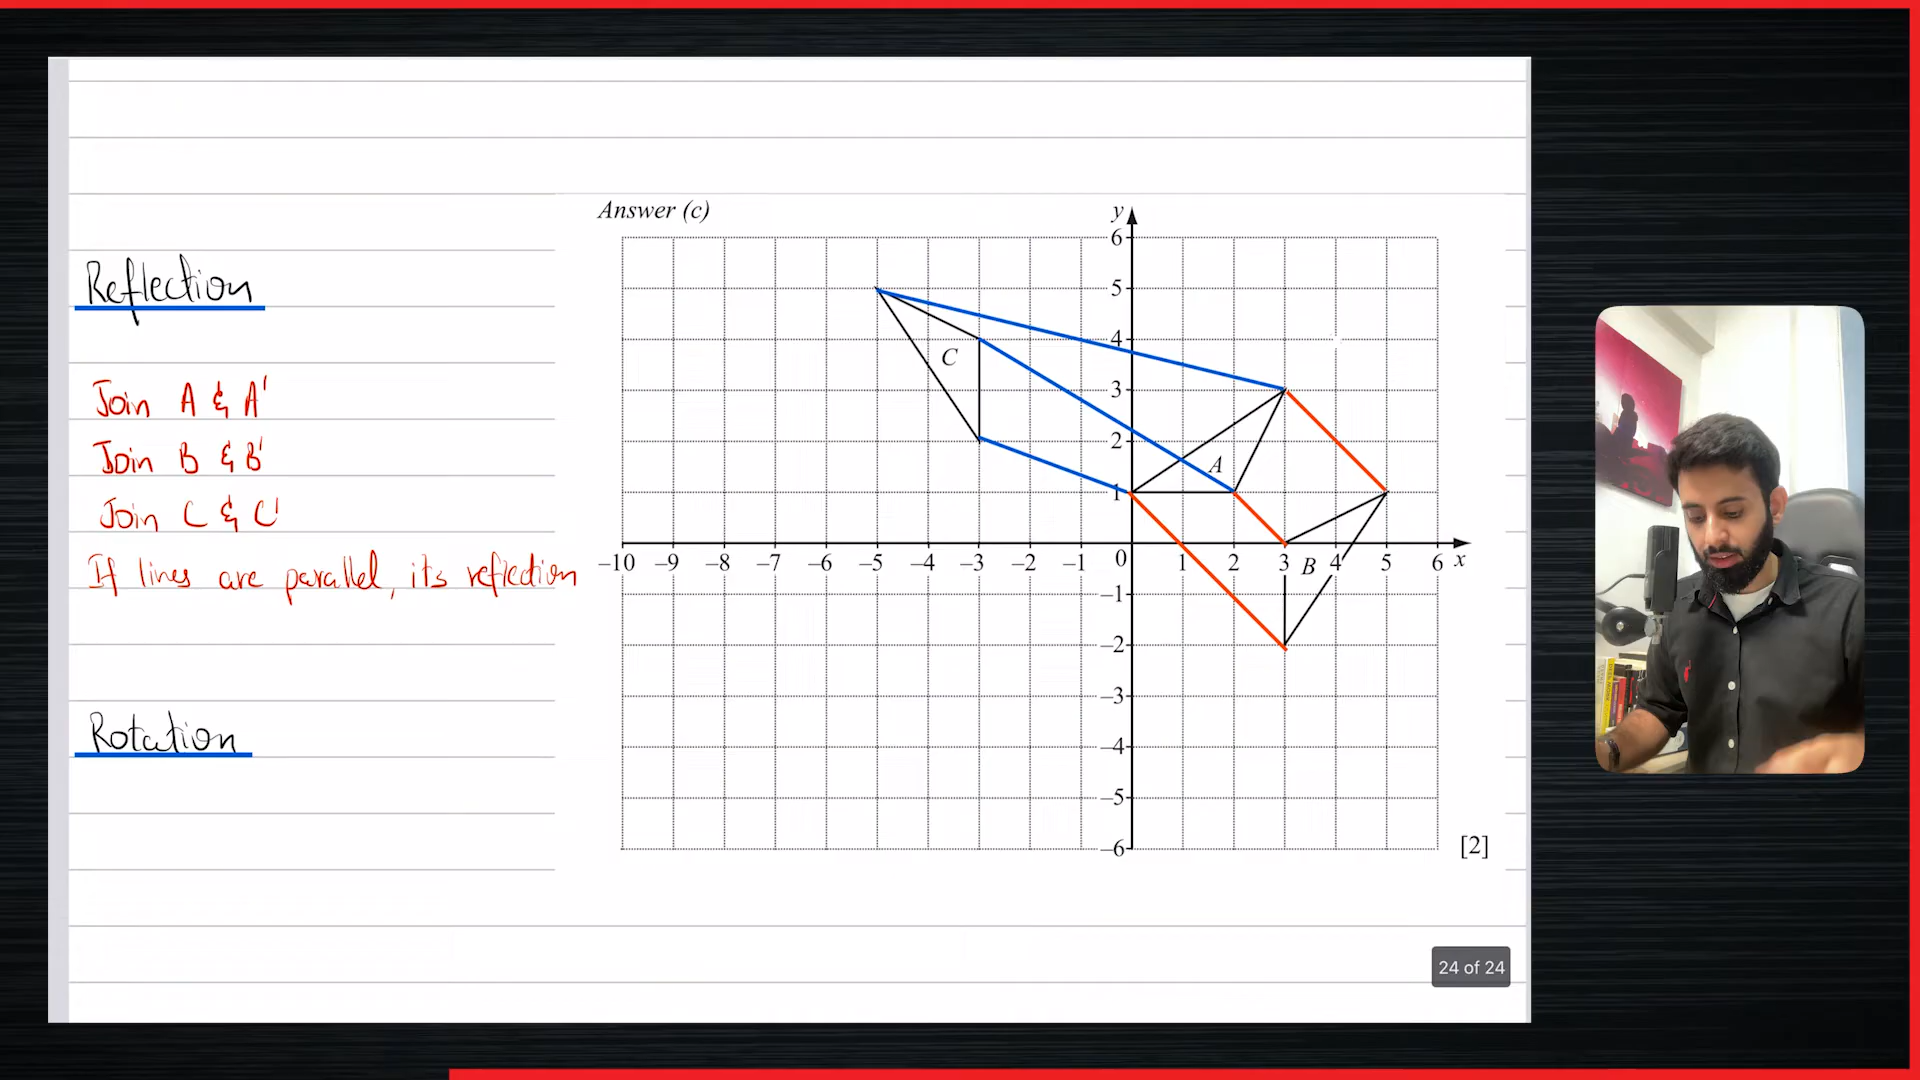 Answer (c)
y
6
5
4
3
2
1
Reflection
C
A
Join A & A'
Join B & B'
Join C & C'
If lines are parallel, its reflection
–10 –9 –8 –7 –6 –5 –4 –3 –2 –1 0 1 2 3 4 5 6 x
B
–1
–2
–3
–4
–5
–6
Rotation
[2]
24 of 24